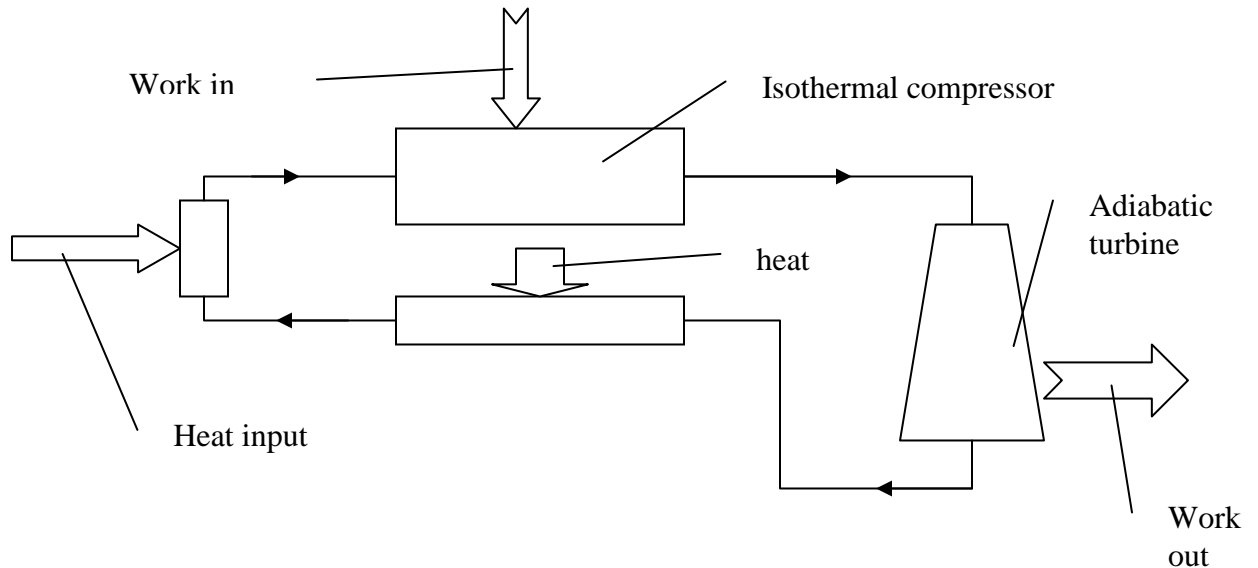 Work in
Isothermal compressor
Adiabatic
turbine
heat
Heat input
Work
out